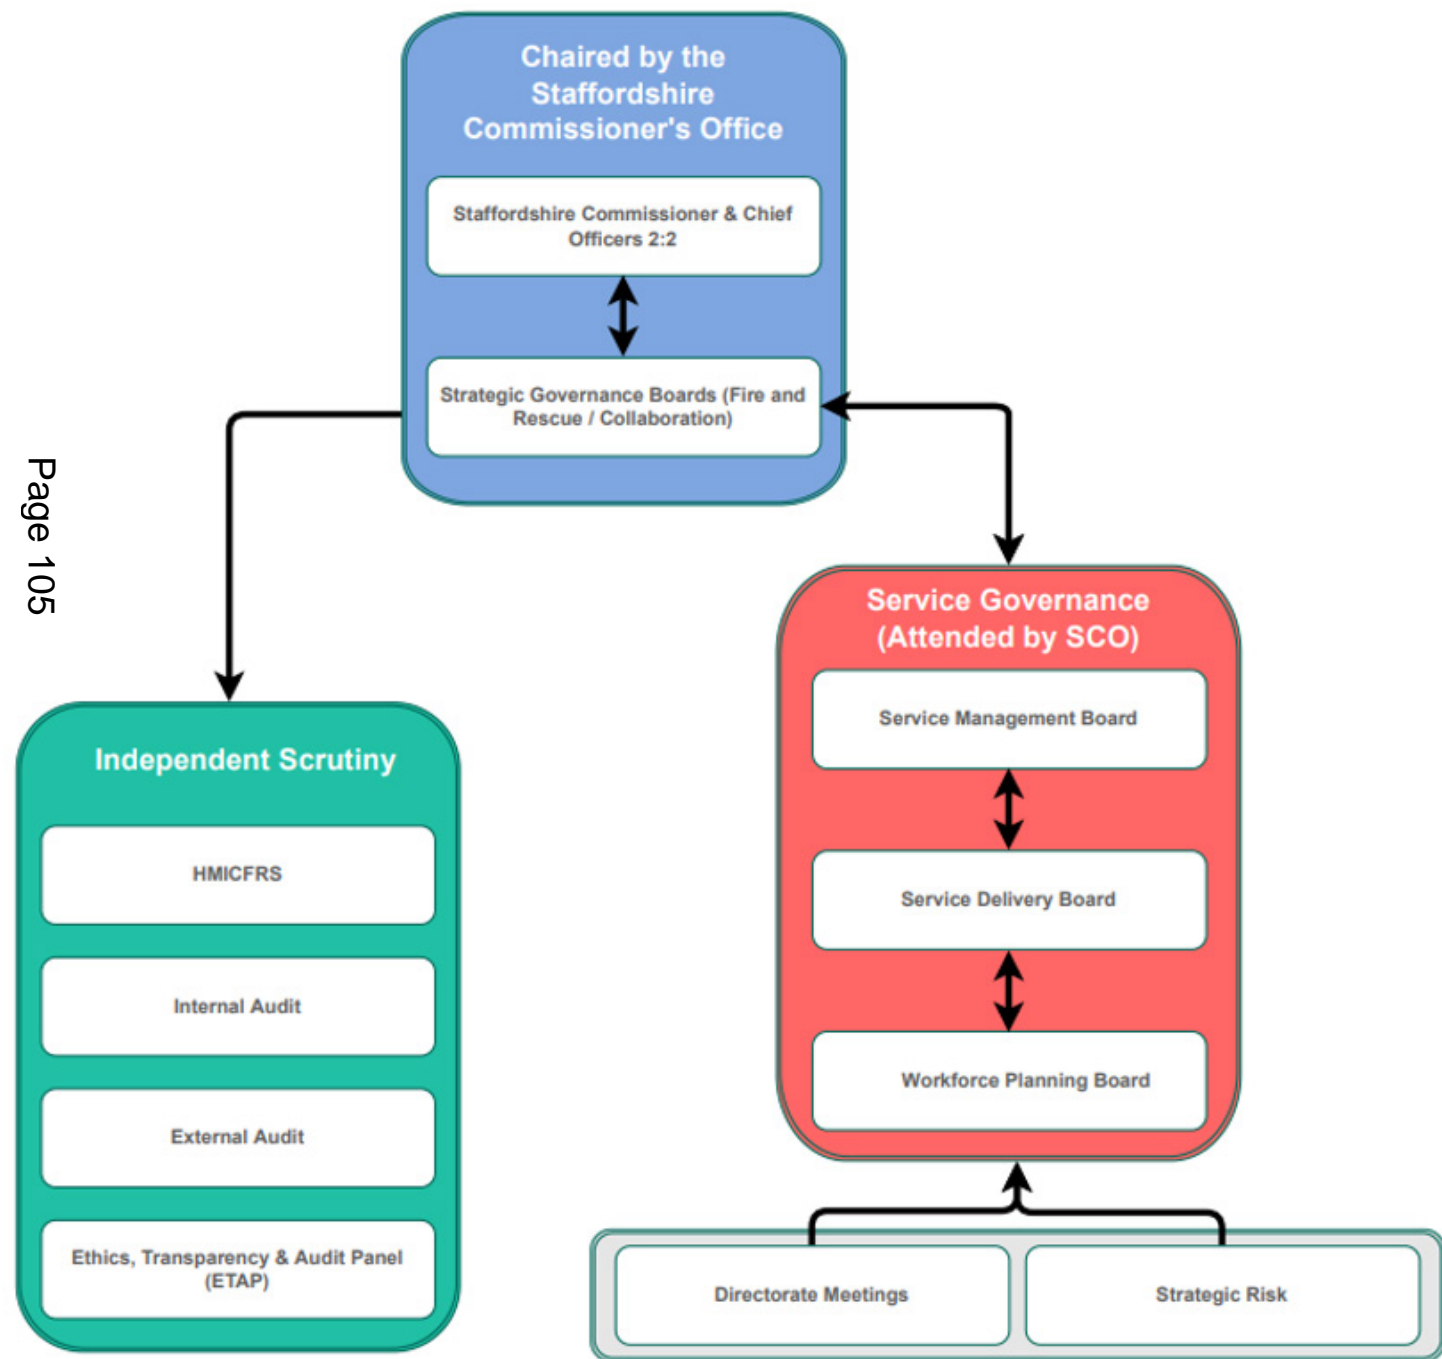 Chaired by the
Staffordshire
Commissioner's Office
Staffordshire Commissioner & Chief
Officers 2:2
Strategic Governance Boards (Fire and
Rescue / Collaboration)
Page 105
Service Governance
(Attended by SCO)
Service Management Board
Service Delivery Board
Workforce Planning Board
Independent Scrutiny
HMICFRS
Internal Audit
External Audit
Ethics, Transparency & Audit Panel
(ETAP)
Directorate Meetings
Strategic Risk